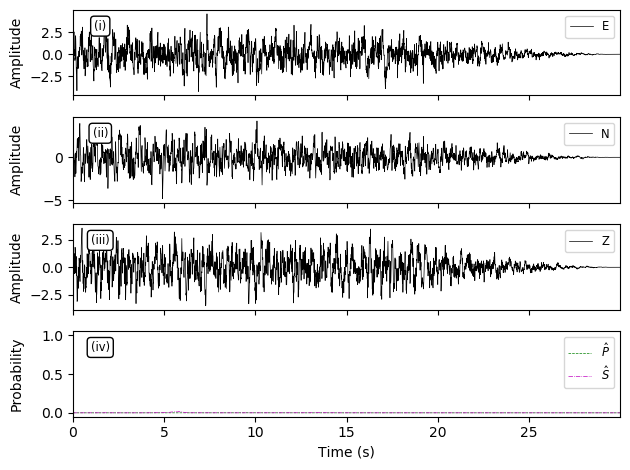 Amplitude
2.5
0.0
−2.5
(i)
E
Amplitude
0
−5
(ii)
N
Amplitude
2.5
0.0
−2.5
(iii)
Z
Probability
1.0
0.5
0.0
(iv)
P̂
Ŝ
0 5 10 15 20 25
Time (s)